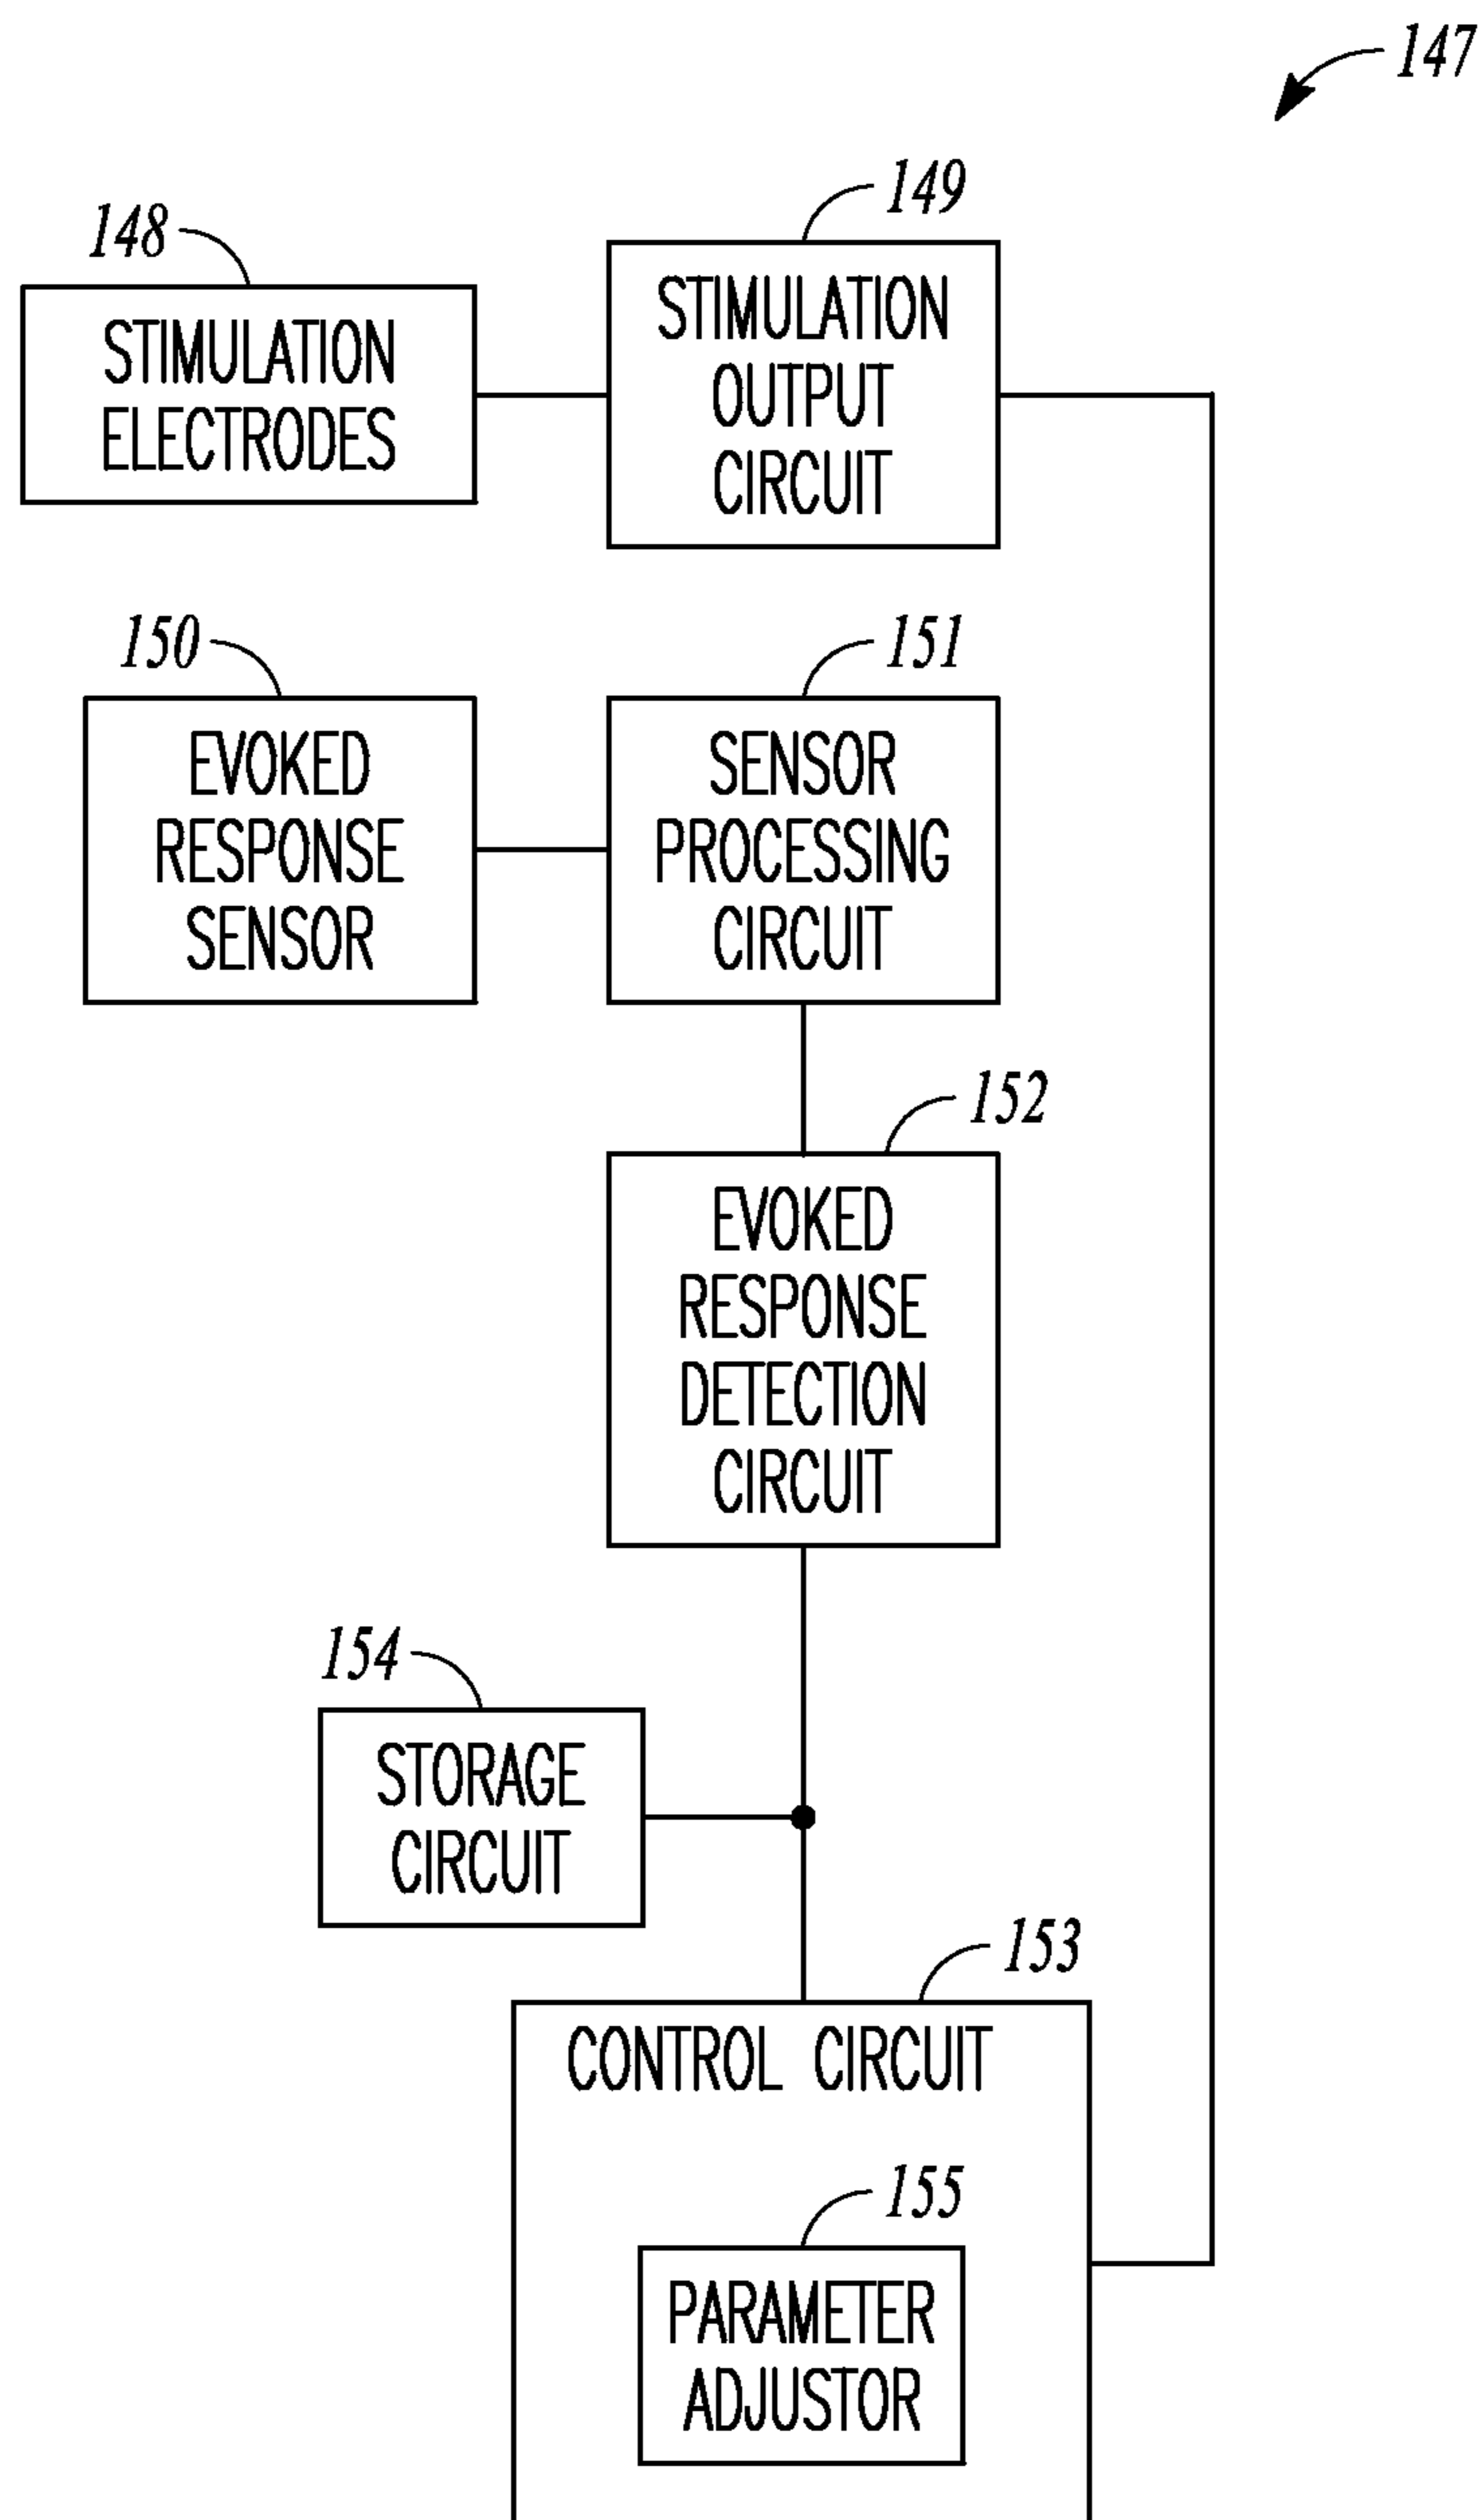 147
149
148
STIMULATION
OUTPUT
CIRCUIT
STIMULATION
ELECTRODES
150
151
EVOKED
RESPONSE
SENSOR
SENSOR
PROCESSING
CIRCUIT
152
EVOKED
RESPONSE
DETECTION
CIRCUIT
154
STORAGE
CIRCUIT
153
CONTROL CIRCUIT
155
PARAMETER
ADJUSTOR